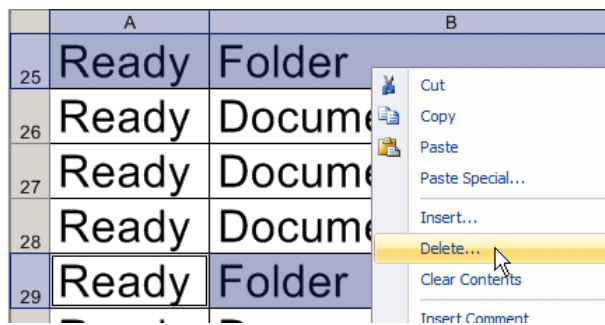 A B
25 Ready Folder
Cut
26 Ready
Copy
Paste
27 Ready
Paste Special...
Insert...
28 Ready
Delete...
Clear Contents
29 Ready Folder
Insert Comment